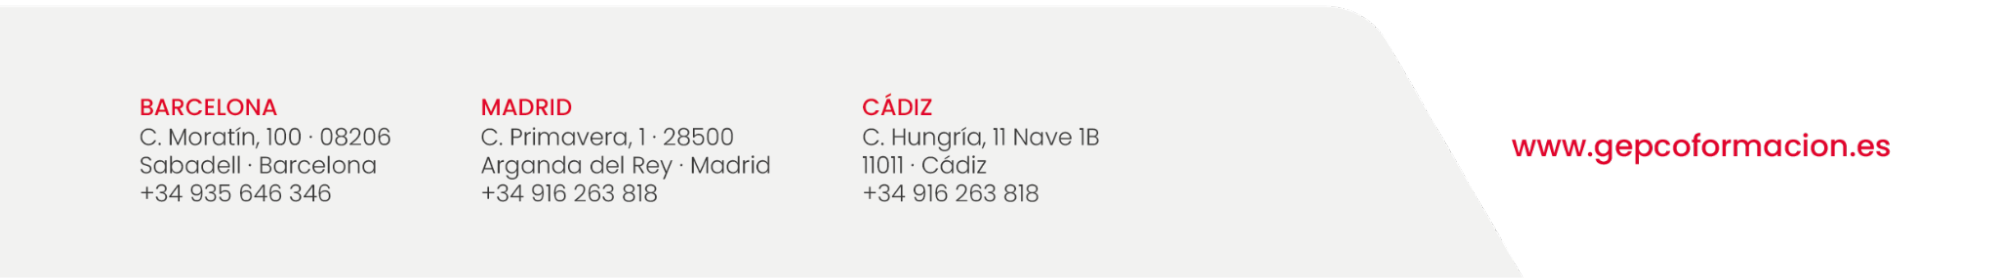 BARCELONA
C. Moratín, 100 · 08206
Sabadell · Barcelona
+34 935 646 346
MADRID
C. Primavera, 1 · 28500
Arganda del Rey · Madrid
+34 916 263 818
CÁDIZ
C. Hungría, 11 Nave 1B
11011 · Cádiz
+34 916 263 818
www.gepcoformacion.es